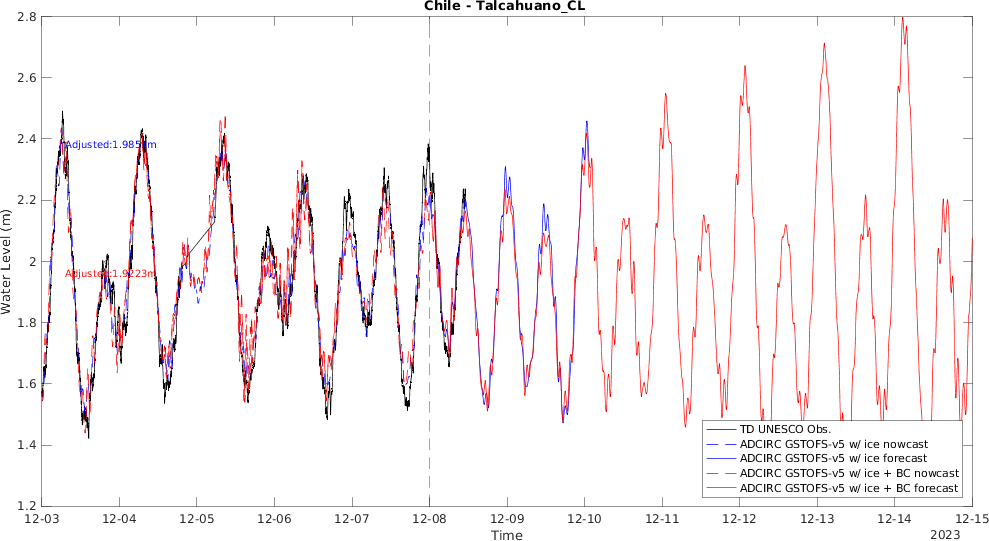 Chile - Talcahuano_CL
Water Level (m)
2.8
2.6
2.4
2.2
2
1.8
1.6
1.4
1.2
Adjusted:1.985 m
Adjusted:1.9223m
TD UNESCO Obs.
ADCIRC GSTOFS-v5 w/ ice nowcast
ADCIRC GSTOFS-v5 w/ ice forecast
ADCIRC GSTOFS-v5 w/ ice + BC nowcast
ADCIRC GSTOFS-v5 w/ ice + BC forecast
12-03 12-04 12-05 12-06 12-07 12-08 12-09 12-10 12-11 12-12 12-13 12-14 12-15
Time
2023